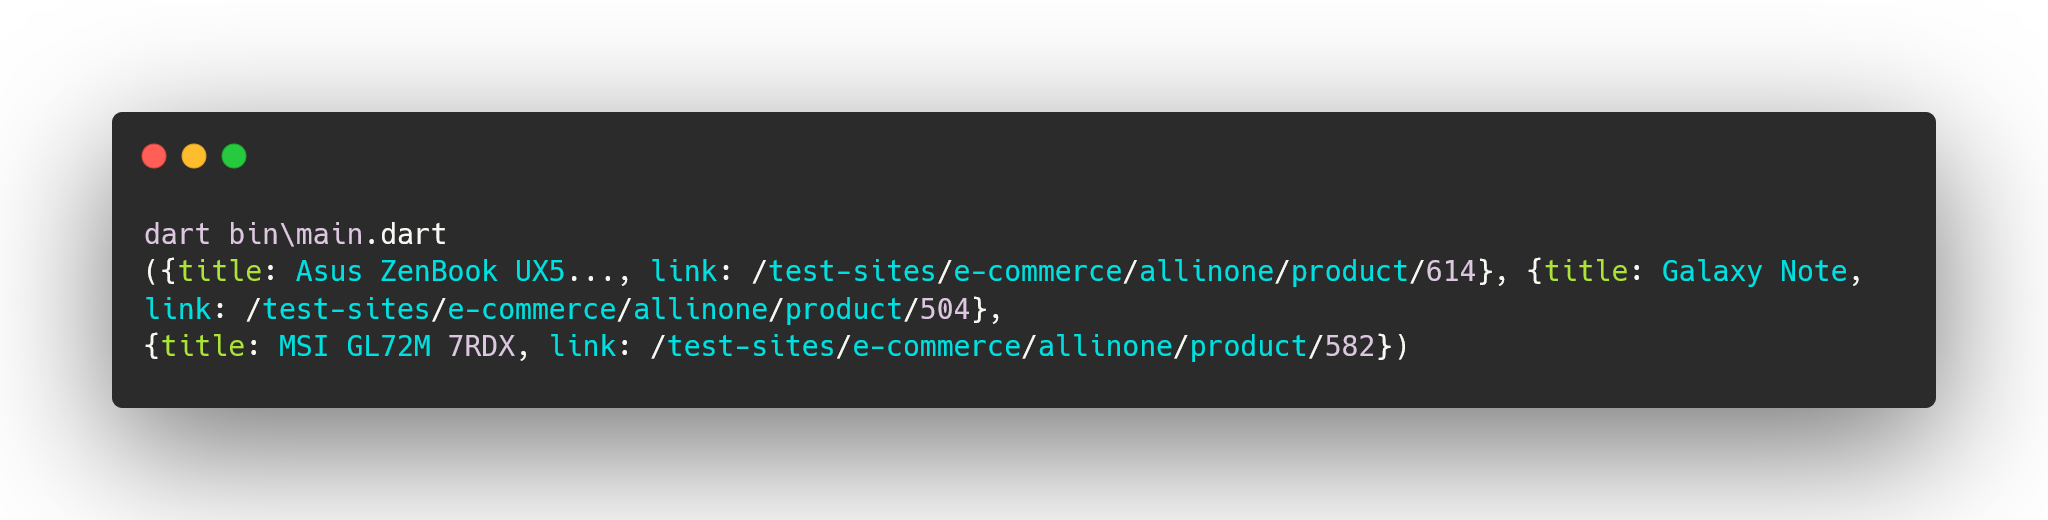 dart bin\main.dart
({title: Asus ZenBook UX5..., link: /test-sites/e-commerce/allinone/product/614}, {title: Galaxy Note,
link: /test-sites/e-commerce/allinone/product/504},
{title: MSI GL72M 7RDX, link: /test-sites/e-commerce/allinone/product/582})